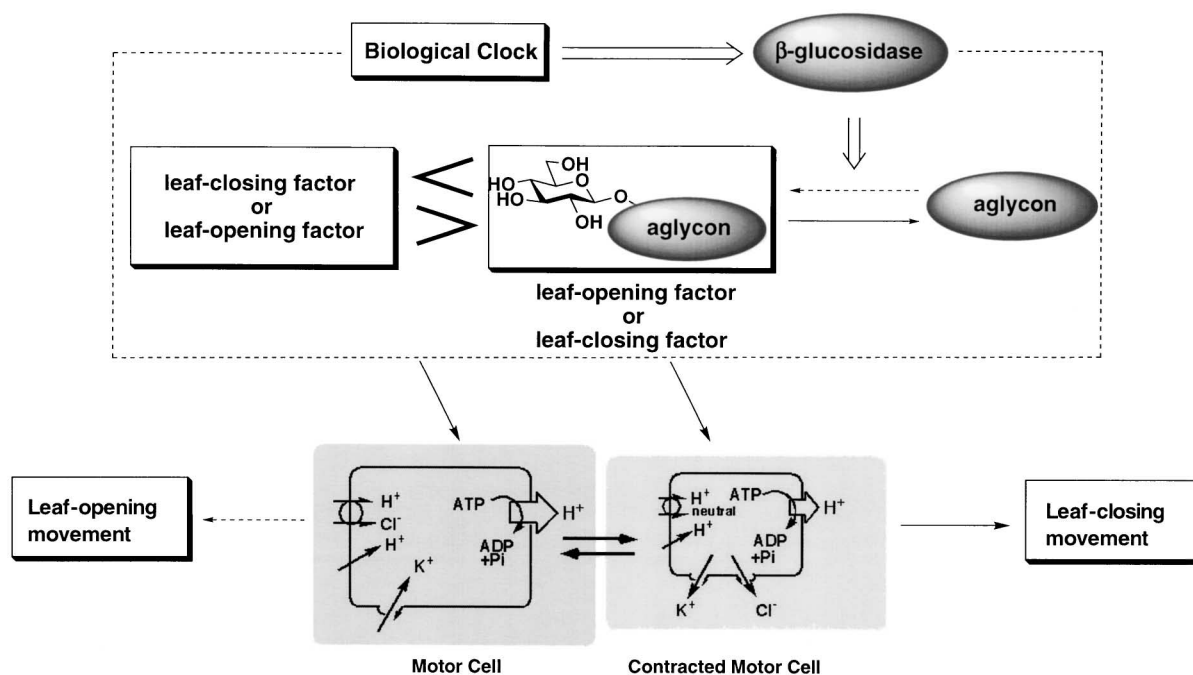 Biological Clock
β-glucosidase
leaf-closing factor
or
leaf-opening factor
<
>
OH
HO
HO
O
O
OH
aglycon
aglycon
leaf-opening factor
or
leaf-closing factor
Leaf-opening
movement
H+
Cl-
H+
K+
ATP
ADP
+Pi
H+
H+
neutral
H+
ATP
ADP
+Pi
H+
K+
Cl-
Leaf-closing
movement
Motor Cell
Contracted Motor Cell